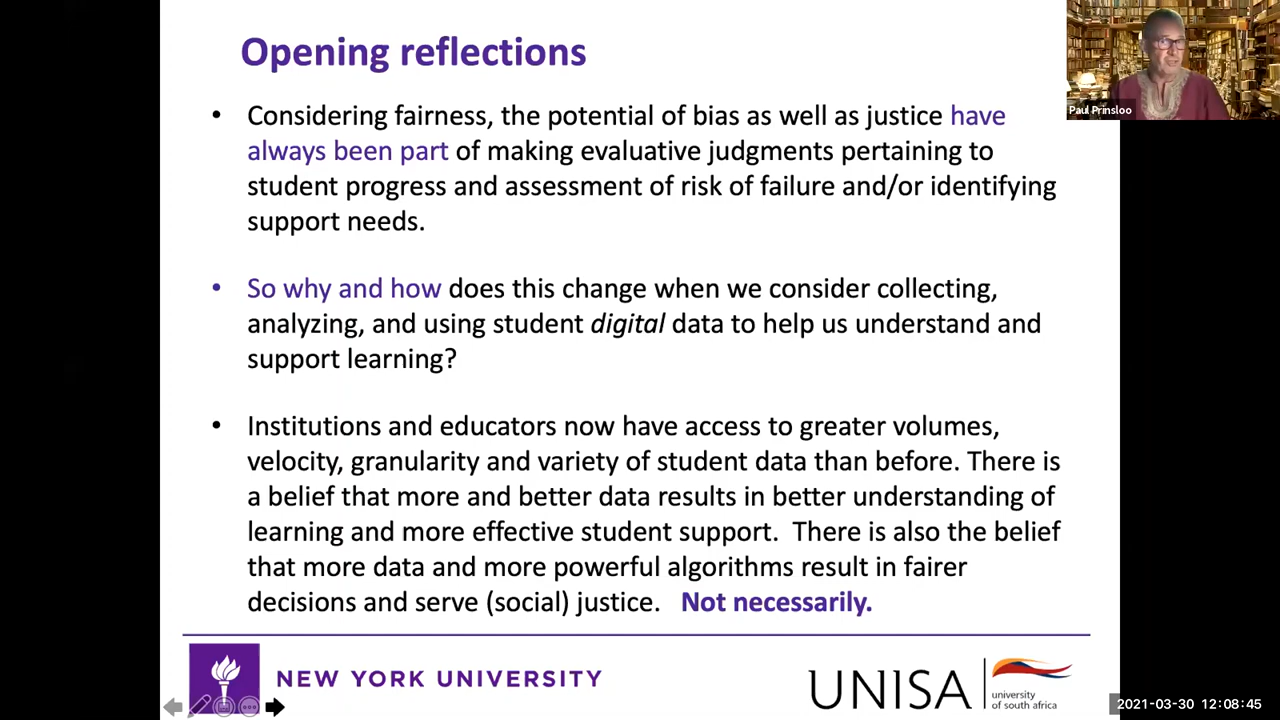 Opening reflections
Paul Prinsloo
• Considering fairness, the potential of bias as well as justice have
always been part of making evaluative judgments pertaining to
student progress and assessment of risk of failure and/or identifying
support needs.
• So why and how does this change when we consider collecting,
analyzing, and using student digital data to help us understand and
support learning?
• Institutions and educators now have access to greater volumes,
velocity, granularity and variety of student data than before. There is
a belief that more and better data results in better understanding of
learning and more effective student support. There is also the belief
that more data and more powerful algorithms result in fairer
decisions and serve (social) justice. Not necessarily.
NEW YORK UNIVERSITY
UNISA
university
of south africa
2021-03-30 12:08:45